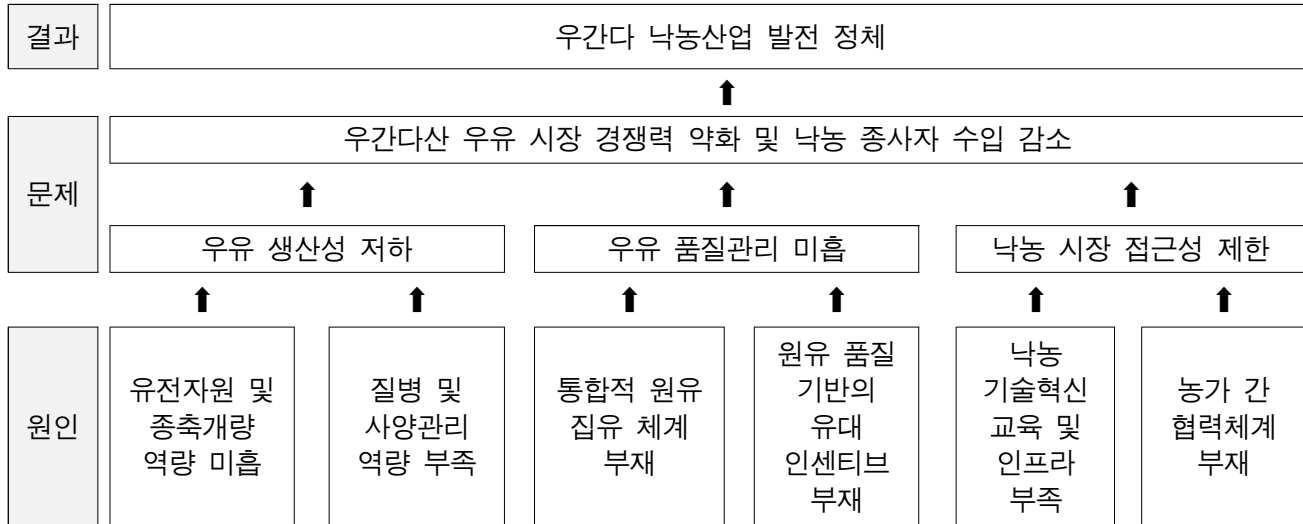 결과
우간다 낙농산업 발전 정체
문제
우간다산 우유 시장 경쟁력 약화 및 낙농 종사자 수입 감소
우유 생산성 저하
우유 품질관리 미흡
낙농 시장 접근성 제한
원인
유전자원 및
종축개량
역량 미흡
질병 및
사양관리
역량 부족
통합적 원유
집유 체계
부재
원유 품질
기반의
유대
인센티브
부재
낙농
기술혁신
교육 및
인프라
부족
농가 간
협력체계
부재